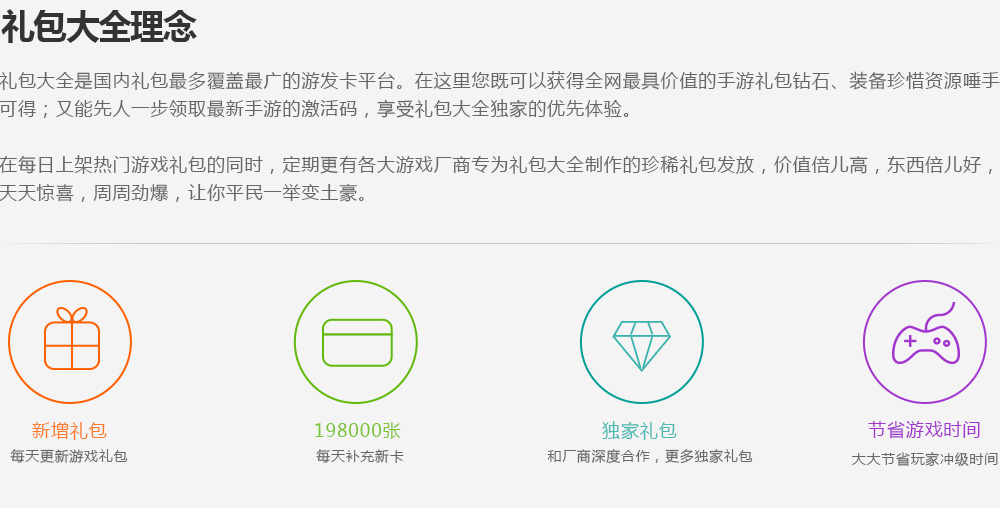 礼包大全理念
礼包大全是国内礼包最多覆盖最广的游发卡平台。在这里您既可以获得全网最具价值的手游礼包钻石、装备珍惜资源唾手
可得；又能先人一步领取最新手游的激活码，享受礼包大全独家的优先体验。
在每日上架热门游戏礼包的同时，定期更有各大游戏厂商专为礼包大全制作的珍稀礼包发放，价值倍儿高，东西倍儿好，
天天惊喜，周周劲爆，让你平民一举变土豪。
新增礼包
198000张
独家礼包
节省游戏时间
每天更新游戏礼包
每天补充新卡
和厂商深度合作，更多独家礼包
大大节省玩家冲级时间